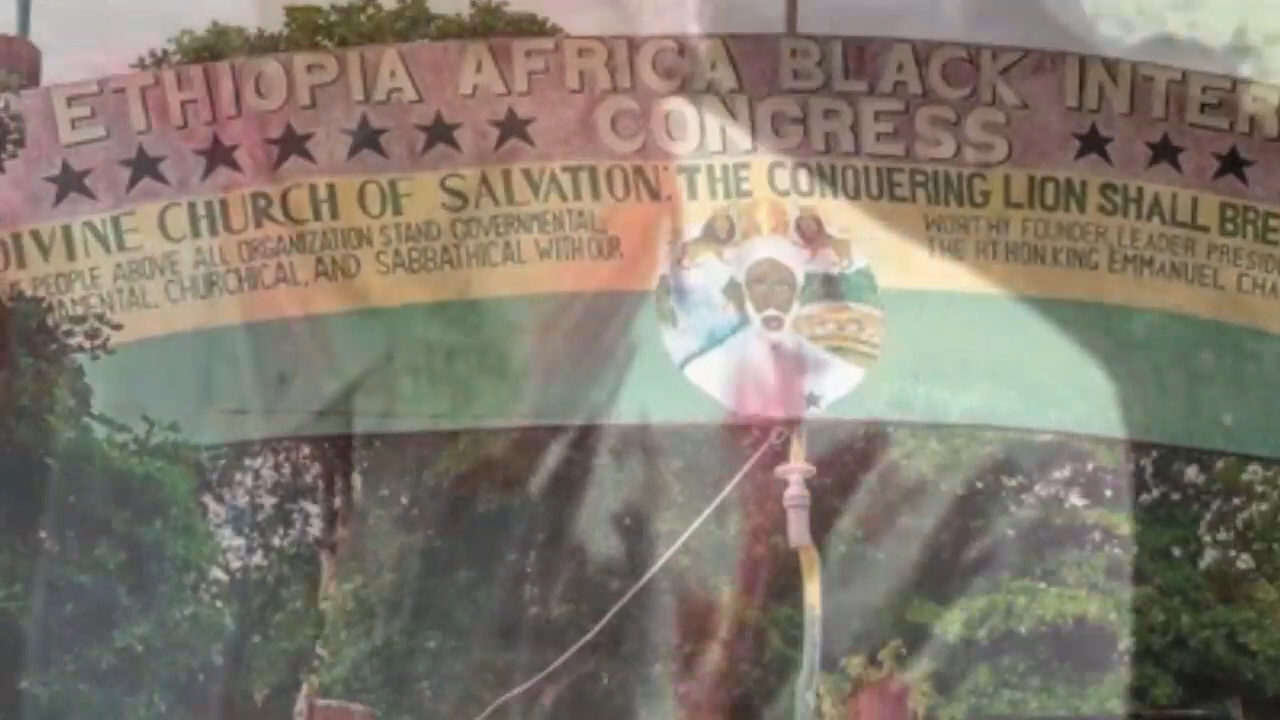 ETHIOPIA AFRICA BLACK INTER
CONGRESS
DIVINE CHURCH OF SALVATION: THE CONQUERING LION SHALL BRE
PEOPLE ABOVE ALL ORGANIZATION STAND GOVERNMENTAL,
CHURCHICAL, AND SABBATHICAL WITH OUR
WORTHY FOUNDER, LEADER PRESID
THE RT HON. KING EMMANUEL CHA